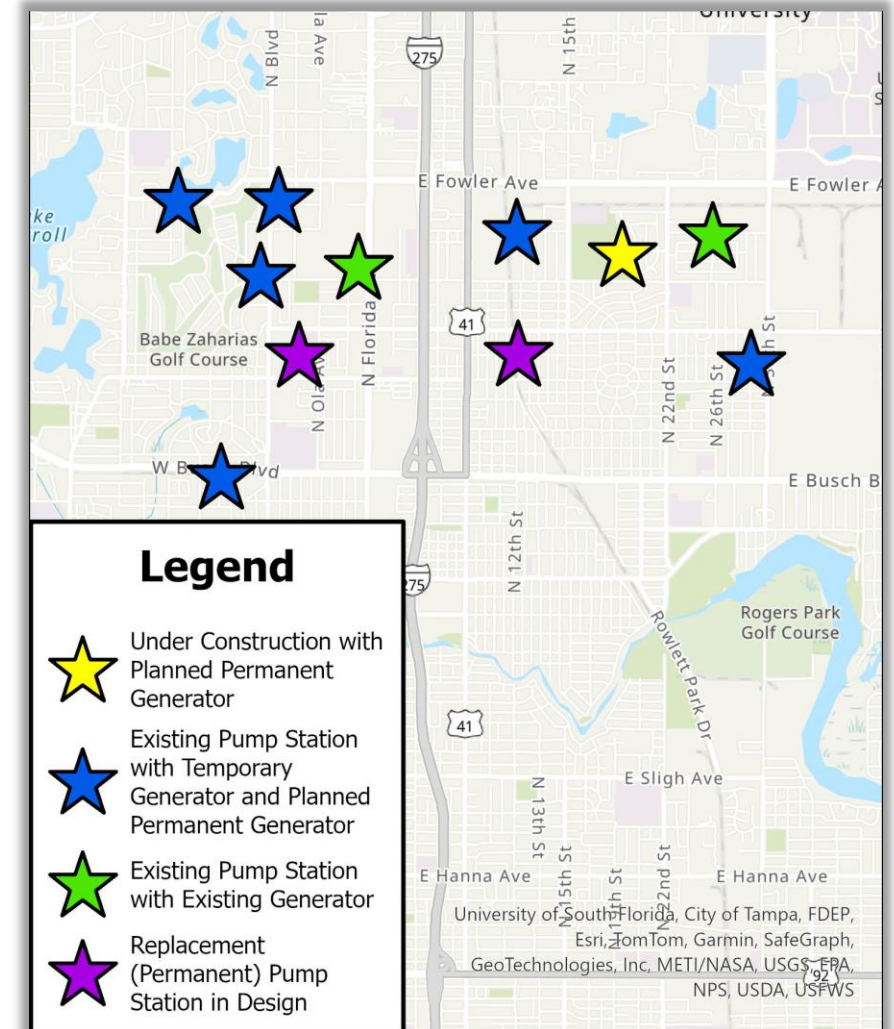 University
la Ave
N Blvd
275
N 15th
E Fowler Ave
E Fowler A
ke
roll
41
N Florida
Babe Zaharias
Golf Course
N Ola Av
N 22nd St
N 26th St
h St
W B
lvd
E Busch B
Legend
Under Construction with
Planned Permanent
Generator
Existing Pump Station
with Temporary
Generator and Planned
Permanent Generator
Existing Pump Station
with Existing Generator
Replacement
(Permanent) Pump
Station in Design
N 12th St
275
Rogers Park
Golf Course
Rowlett Park Dr
41
E Sligh Ave
N 13th St
N 15th St
N 22nd St
E Hanna Ave
E Hanna Ave
University of South Florida, City of Tampa, FDEP,
Esri, TomTom, Garmin, SafeGraph,
GeoTechnologies, Inc, METI/NASA, USGS, EPA,
NPS, USDA, USFWS
92